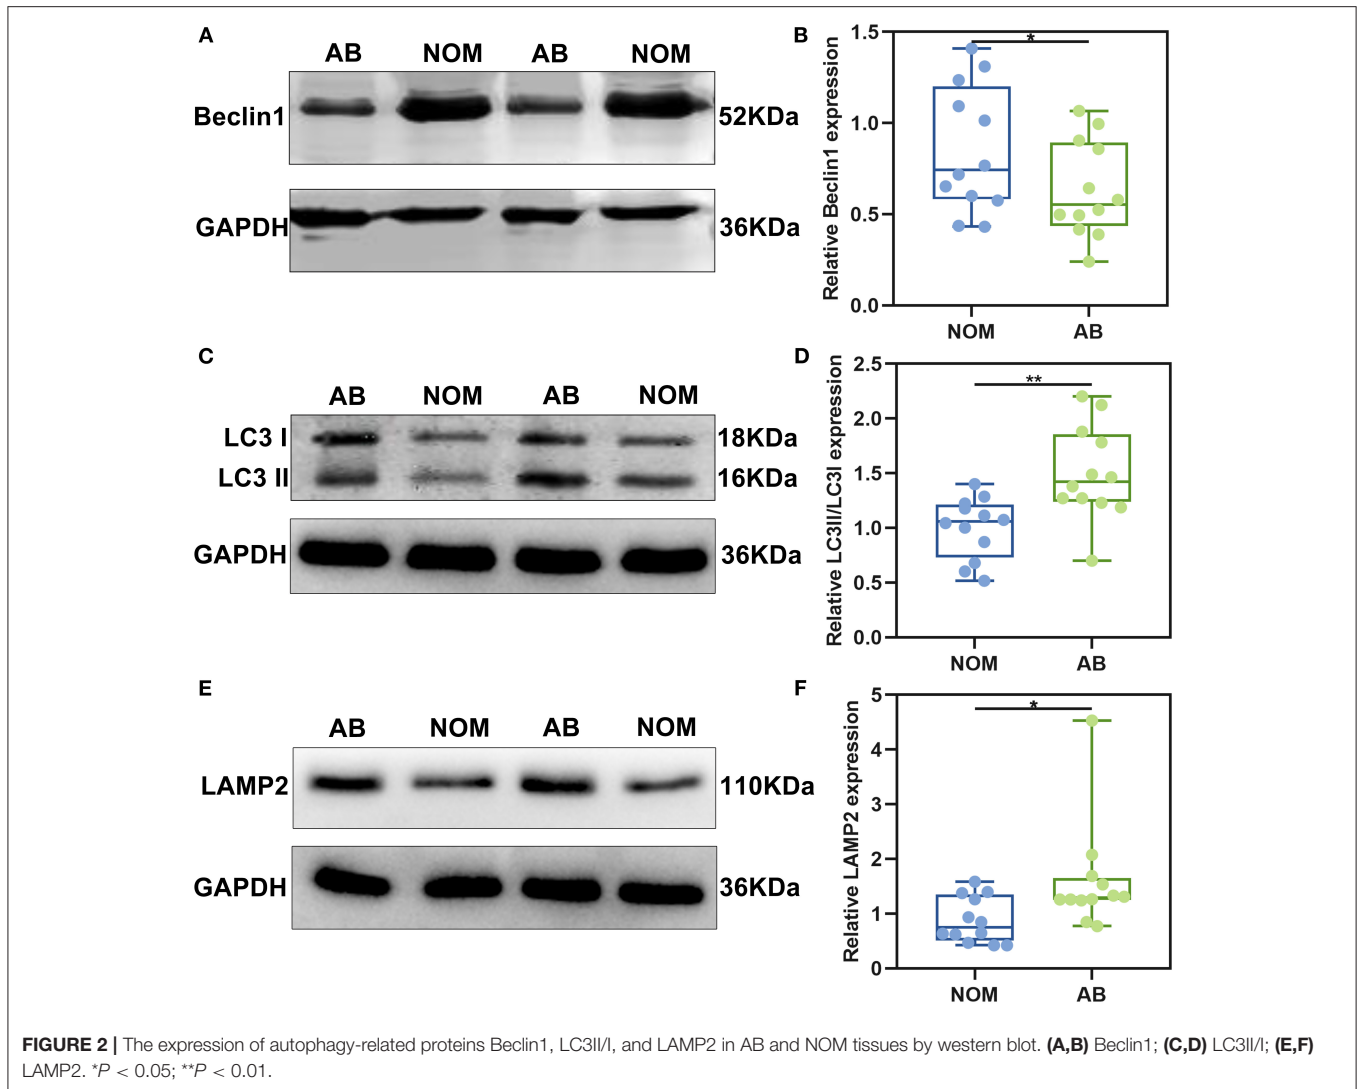 A
AB NOM AB NOM
Beclin1
52KDa
GAPDH
36KDa
B
*
1.5
1.0
0.5
0.0
Relative Beclin1 expression
NOM AB
C
AB NOM AB NOM
LC3 I
18KDa
LC3 II
16KDa
GAPDH
36KDa
D
**
2.5
2.0
1.5
1.0
0.5
0.0
Relative LC3II/LC3I expression
NOM AB
E
AB NOM AB NOM
LAMP2
110KDa
GAPDH
36KDa
F
*
5
4
3
2
1
0
Relative LAMP2 expression
NOM AB
FIGURE 2 | The expression of autophagy-related proteins Beclin1, LC3II/I, and LAMP2 in AB and NOM tissues by western blot. (A,B) Beclin1; (C,D) LC3II/I; (E,F)
LAMP2. *P < 0.05; **P < 0.01.